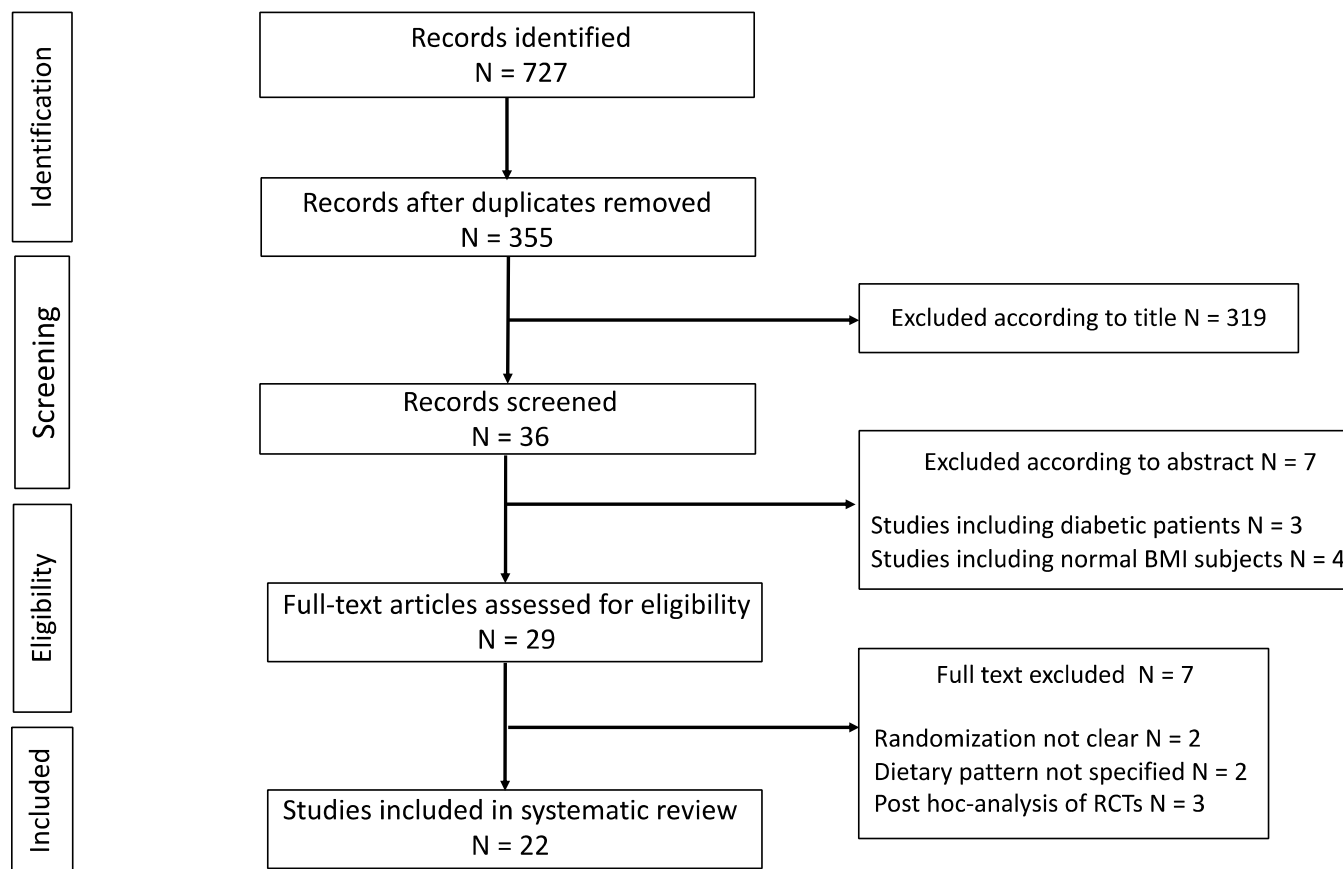 Identification
Records identified
N = 727
Records after duplicates removed
N = 355
Screening
Excluded according to title N = 319
Records screened
N = 36
Excluded according to abstract N = 7
Studies including diabetic patients N = 3
Studies including normal BMI subjects N = 4
Eligibility
Full-text articles assessed for eligibility
N = 29
Full text excluded N = 7
Randomization not clear N = 2
Dietary pattern not specified N = 2
Post hoc-analysis of RCTs N = 3
Included
Studies included in systematic review
N = 22